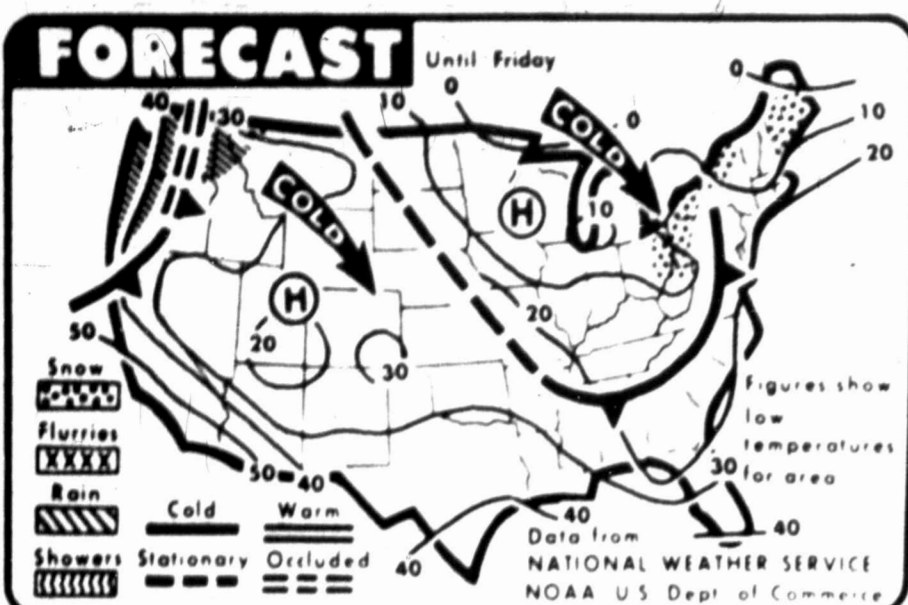 FORECAST
Until Friday
0
0
10
0
40
30
10
20
COLD
COLD
H
10
H
20
20
30
50
50
40
30
40
40
40
Snow
Flurries
Rain
Showers
Cold
Warm
Stationary
Occluded
Figures show
low
temperatures
for area
Data from
NATIONAL WEATHER SERVICE
NOAA U S Dept of Commerce